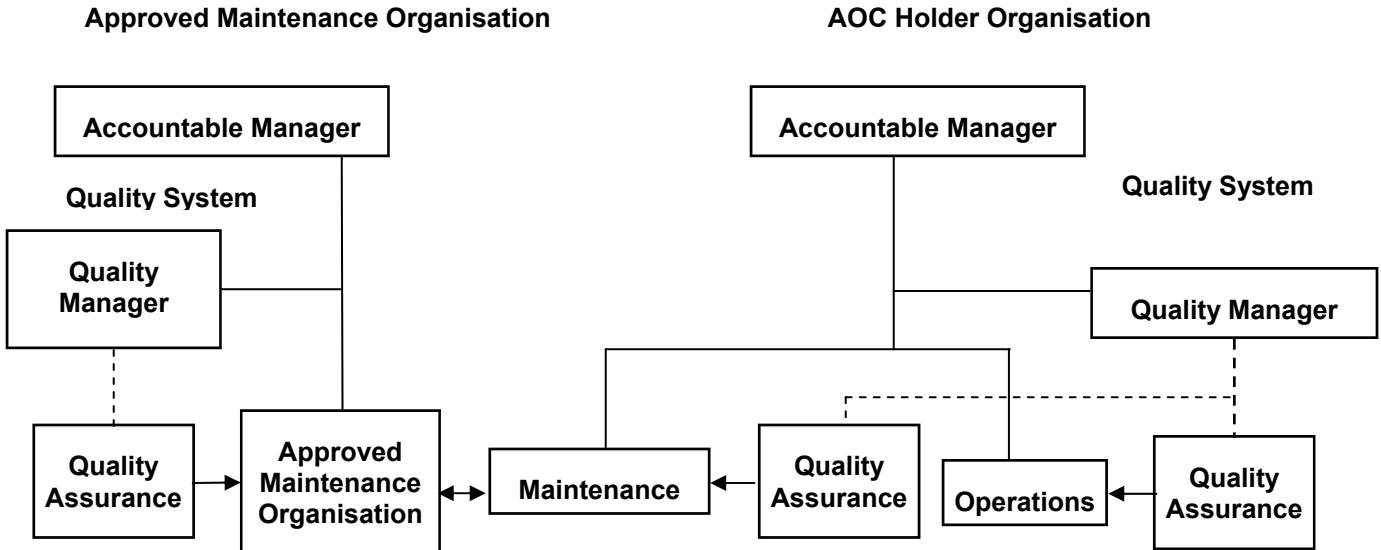 Approved Maintenance Organisation
AOC Holder Organisation
Accountable Manager
Accountable Manager
Quality System
Quality System
Quality
Manager
Quality Manager
Quality
Assurance
Approved
Maintenance
Organisation
Maintenance
Quality
Assurance
Operations
Quality
Assurance